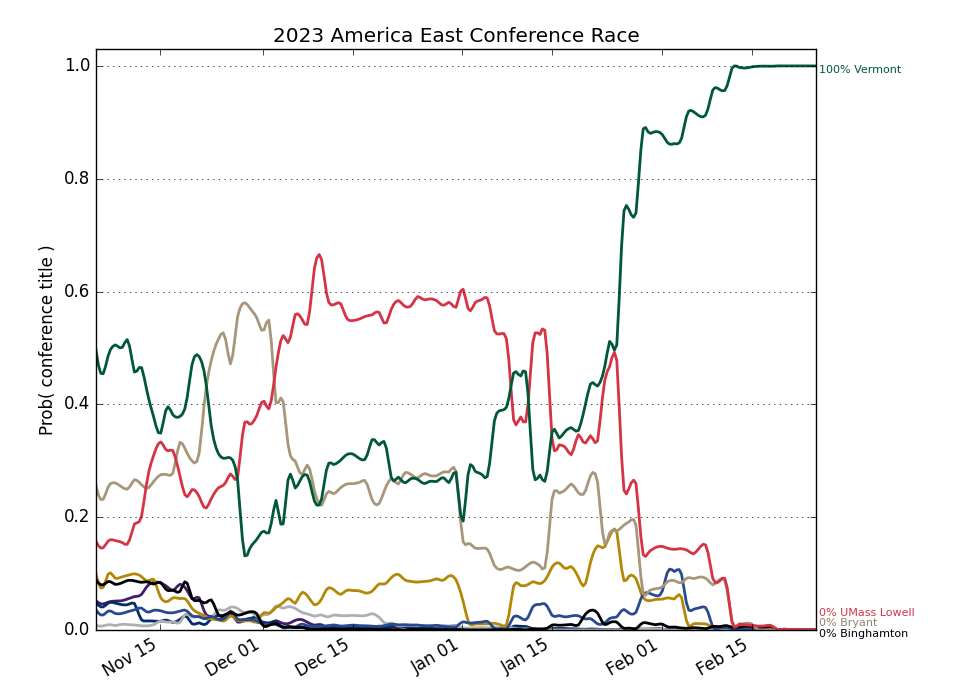 2023 America East Conference Race
Prob( conference title )
1.0
0.8
0.6
0.4
0.2
0.0
Nov 15
Dec 01
Dec 15
Jan 01
Jan 15
Feb 01
Feb 15
100% Vermont
0% UMass Lowell
0% Bryant
0% Binghamton